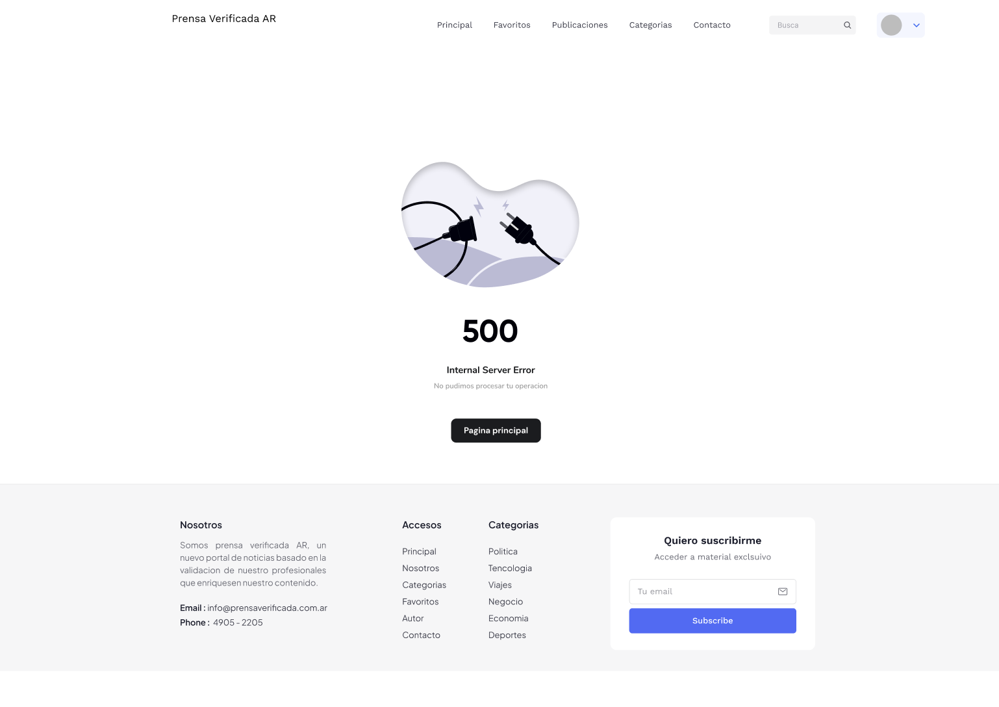 Prensa Verificada AR
Principal
Favoritos
Publicaciones
Categorias
Contacto
Busca
500
Internal Server Error
No pudimos procesar tu operacion
Pagina principal
Nosotros
Somos prensa verificada AR, un
nuevo portal de noticias basado en la
validacion de nuestro profesionales
que enriquesen nuestro contenido.
Email : info@prensaverificada.com.ar
Phone : 4905 - 2205
Accesos
Principal
Nosotros
Categorias
Favoritos
Autor
Contacto
Categorias
Politica
Tencologia
Viajes
Negocio
Economia
Deportes
Quiero suscribirme
Acceder a material exclsuivo
Tu email
Subscribe